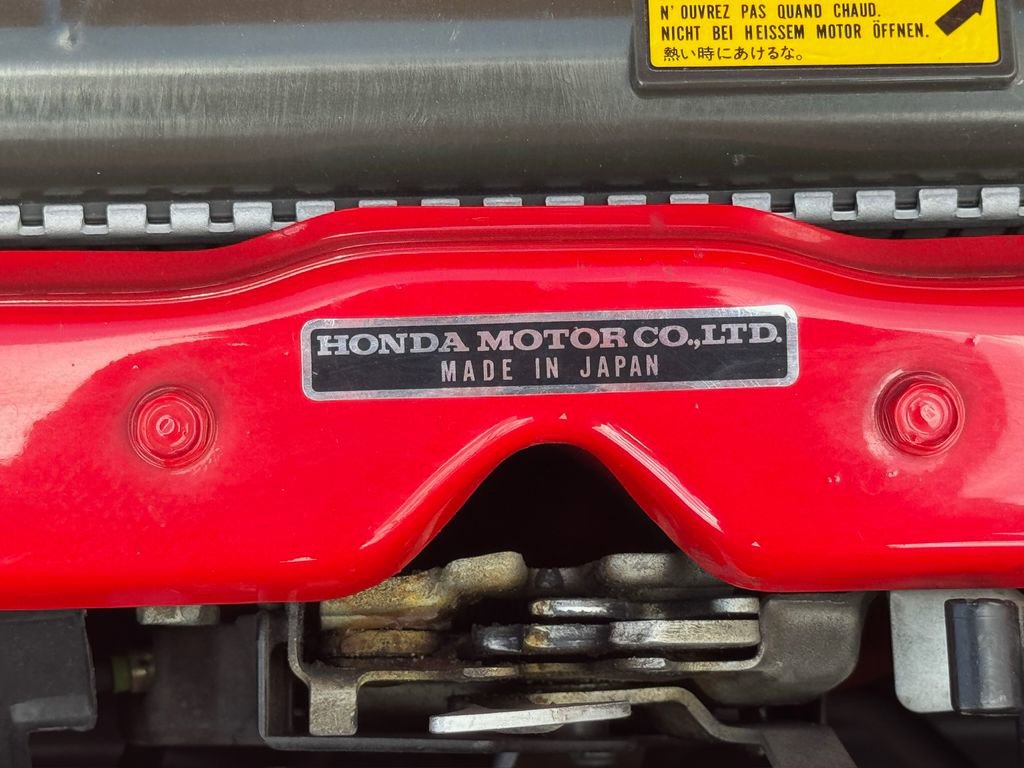 N' OUVREZ PAS QUAND CHAUD.
NICHT BEI HEISSEM MOTOR ÖFFNEN.
熱い時にあけるな。
HONDA MOTOR CO.,LTD.
MADE IN JAPAN